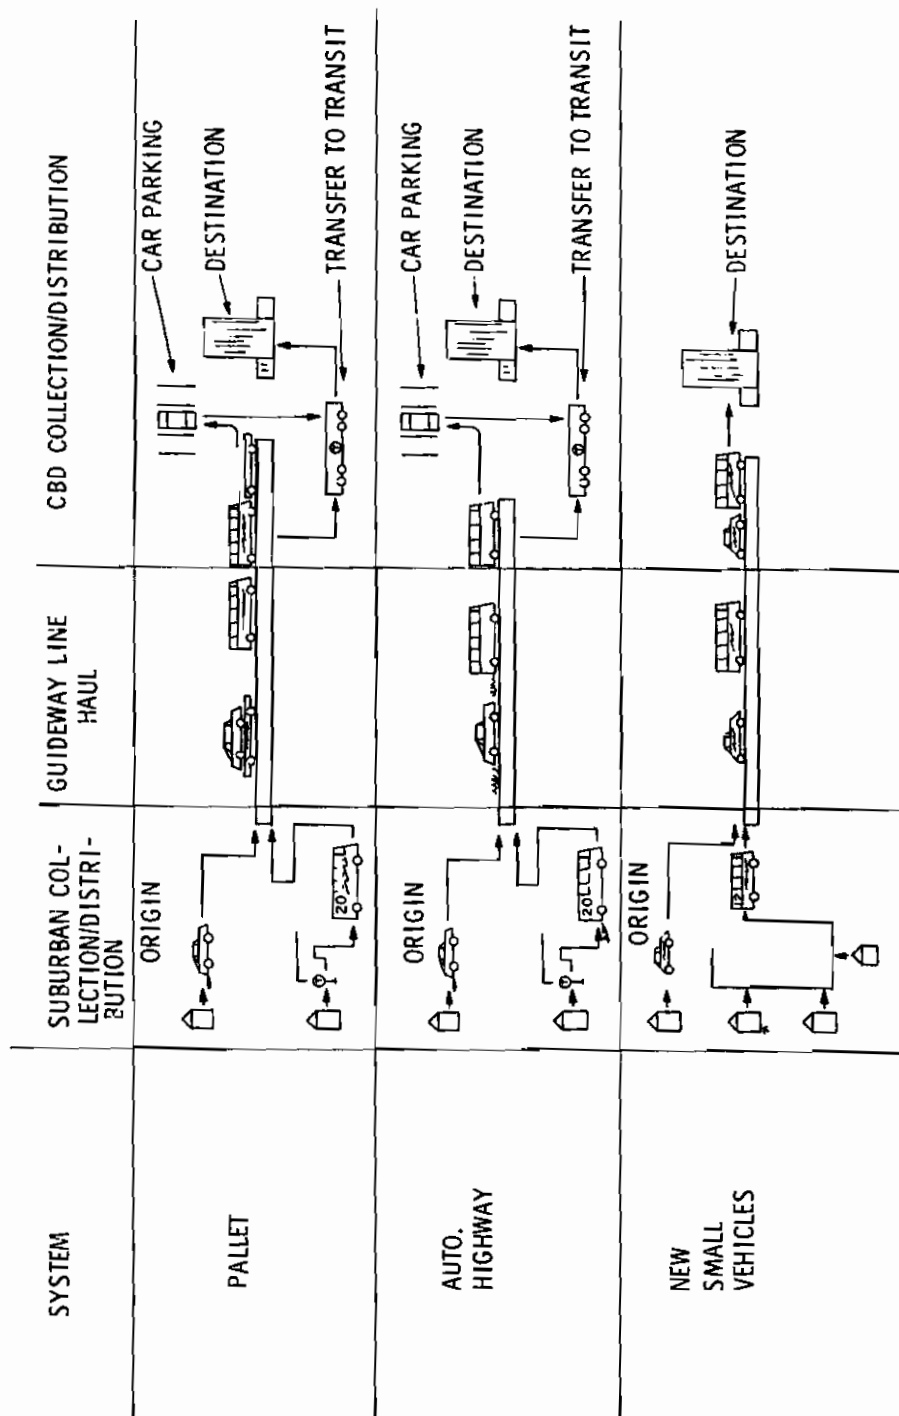 SYSTEM
SUBURBAN COL-
LECTION/DISTRI-
BUTION
GUIDEWAY LINE
HAUL
CBD COLLECTION/DISTRIBUTION
PALLET
ORIGIN
20
CAR PARKING
DESTINATION
TRANSFER TO TRANSIT
AUTO.
HIGHWAY
ORIGIN
20
CAR PARKING
DESTINATION
TRANSFER TO TRANSIT
NEW
SMALL
VEHICLES
ORIGIN
12
DESTINATION